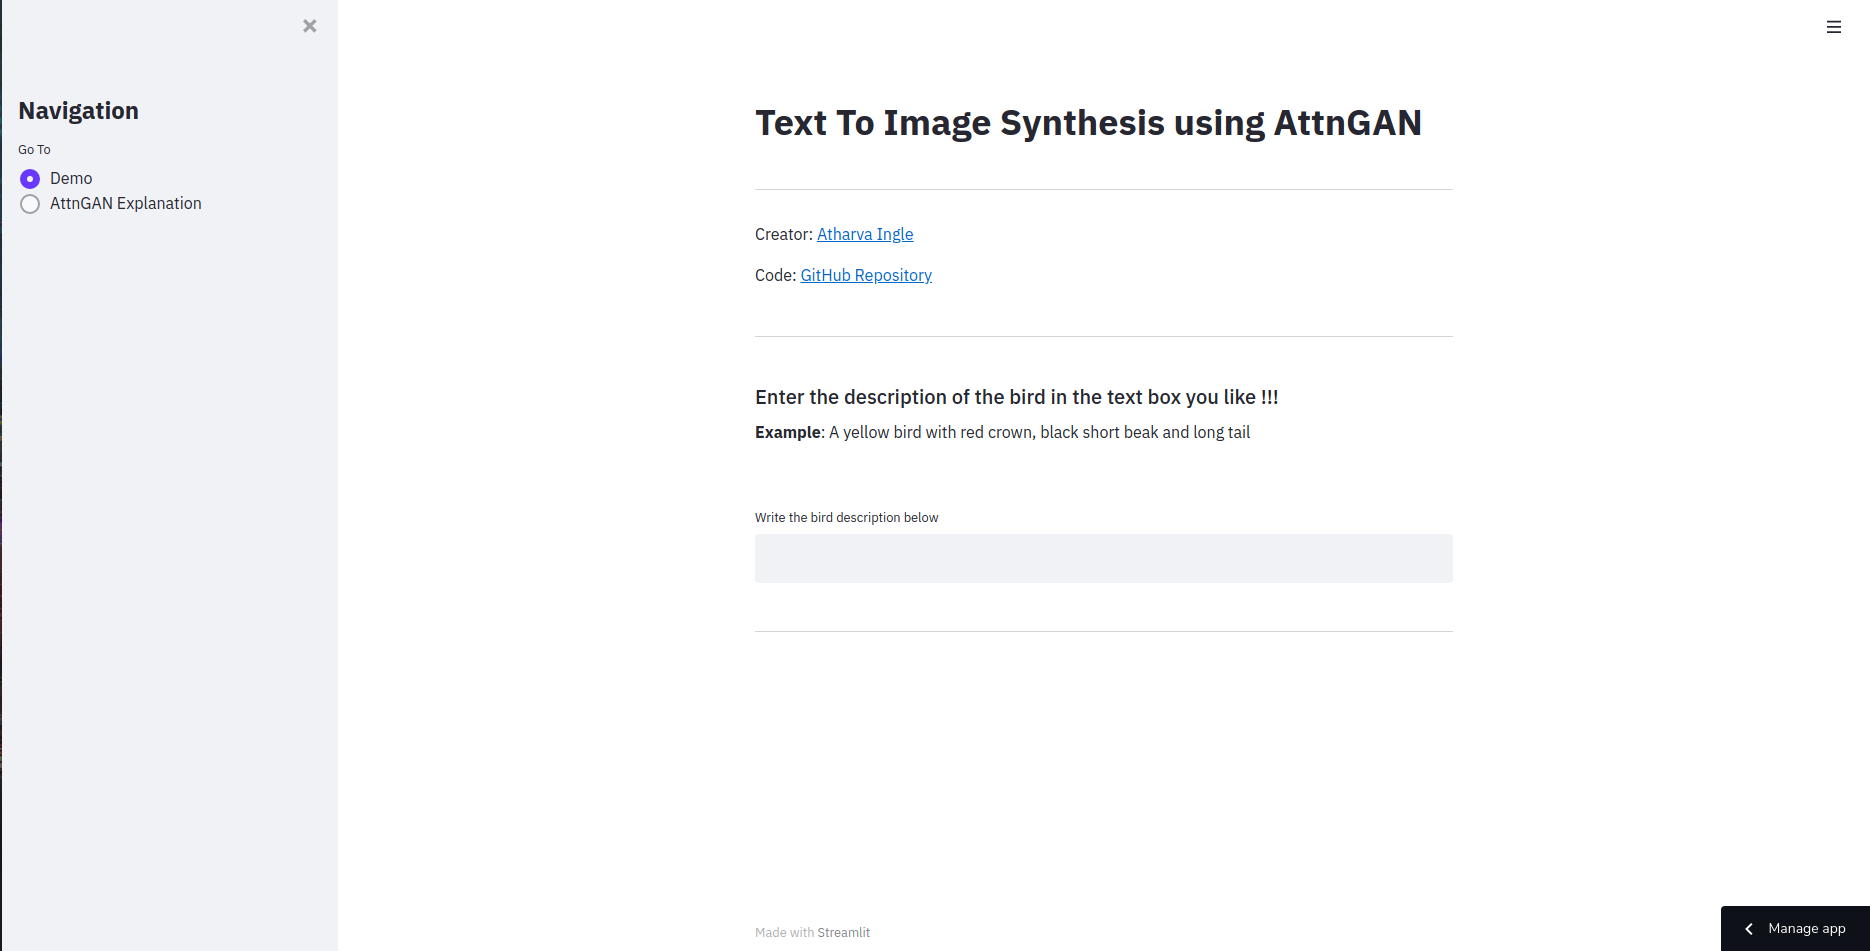 Navigation
Go To
Demo
AttnGAN Explanation
Text To Image Synthesis using AttnGAN
Creator: Atharva Ingle
Code: GitHub Repository
Enter the description of the bird in the text box you like !!!
Example: A yellow bird with red crown, black short beak and long tail
Write the bird description below
Made with Streamlit
Manage app